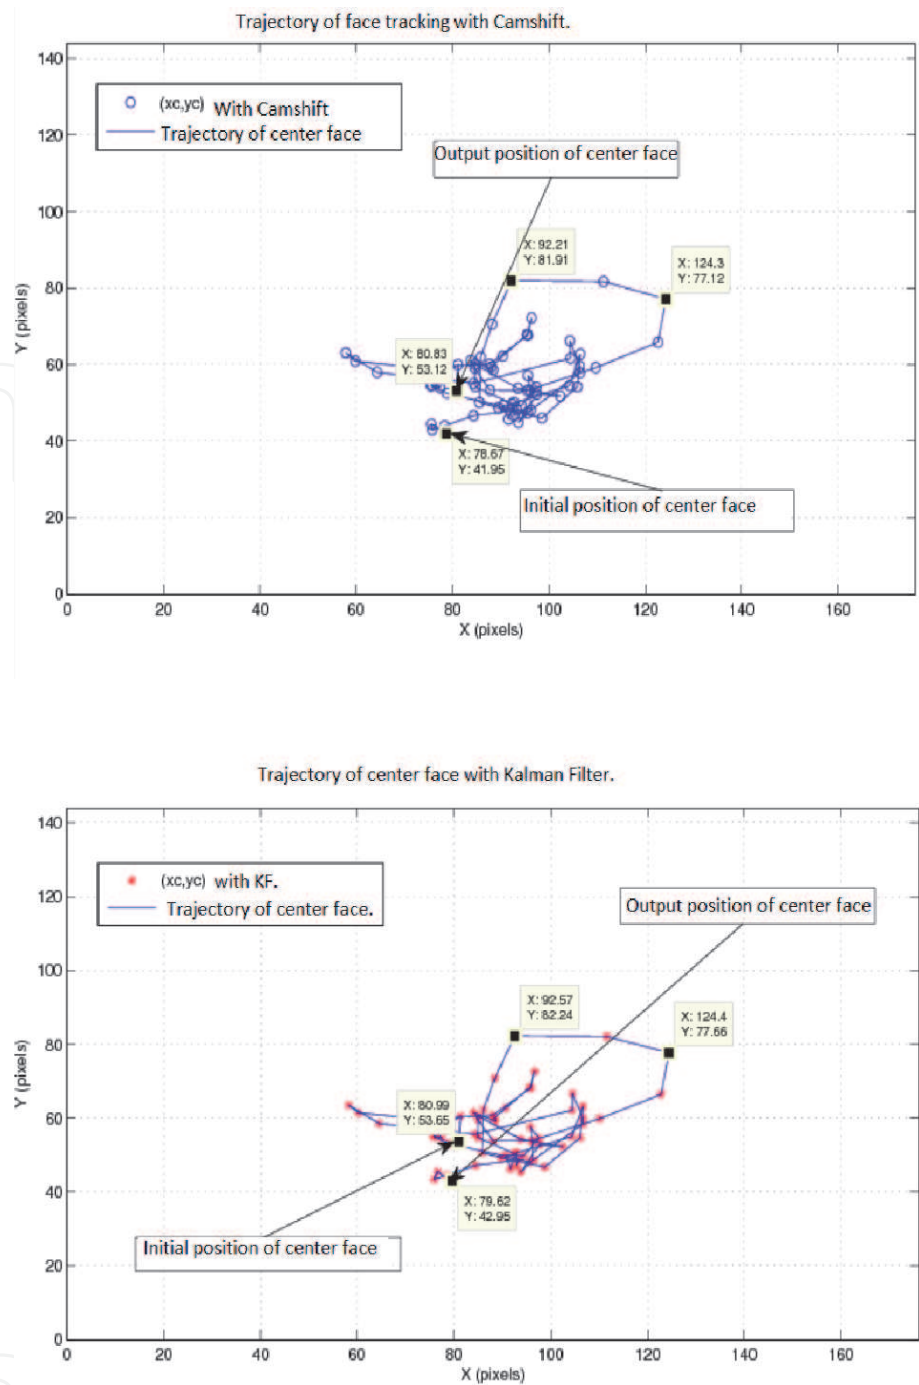 Trajectory of face tracking with Camshift.
140
(xc,yc) With Camshift
Trajectory of center face
120
Output position of center face
100
X: 92.21
Y: 81.91
X: 124.3
Y: 77.12
80
Y (pixels)
X: 80.83
Y: 53.12
60
40
X: 78.67
Y: 41.95
Initial position of center face
20
0
0 20 40 60 80 100 120 140 160
X (pixels)
Trajectory of center face with Kalman Filter.
140
(xc,yc) with KF.
Trajectory of center face.
120
Output position of center face
100
X: 92.57
Y: 82.24
X: 124.4
Y: 77.66
80
Y (pixels)
X: 80.99
Y: 53.65
60
40
X: 79.62
Y: 42.95
Initial position of center face
20
0
0 20 40 60 80 100 120 140 160
X (pixels)